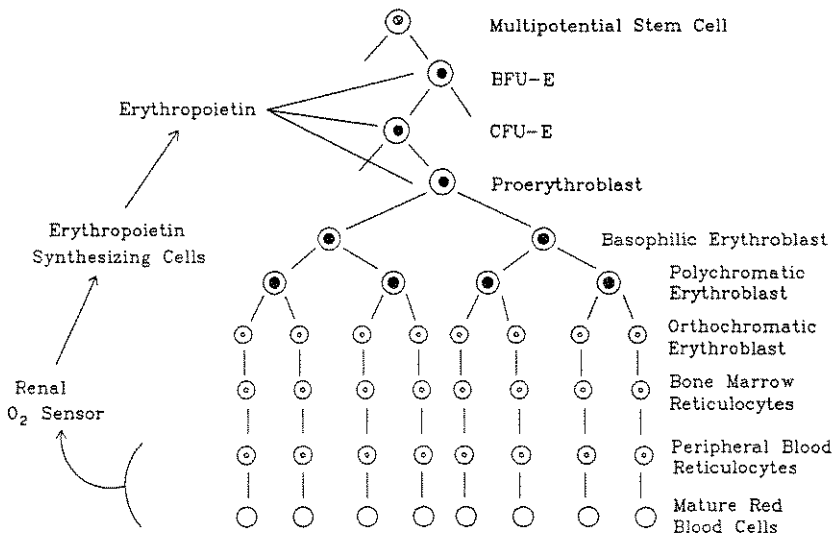 Multipotential Stem Cell
BFU-E
Erythropoietin
CFU-E
Proerythroblast
Erythropoietin
Synthesizing Cells
Basophilic Erythroblast
Polychromatic
Erythroblast
Orthochromatic
Erythroblast
Renal
O₂ Sensor
Bone Marrow
Reticulocytes
Peripheral Blood
Reticulocytes
Mature Red
Blood Cells